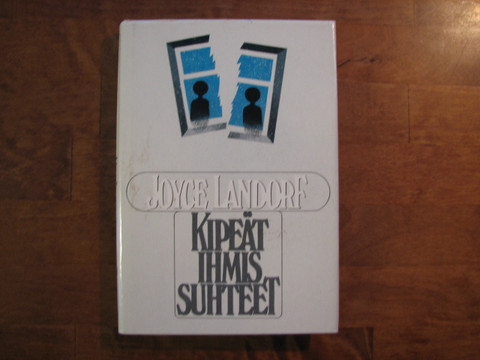 JOYCE LANDORF
KIPEÄT
IHMIS
SUHTEET